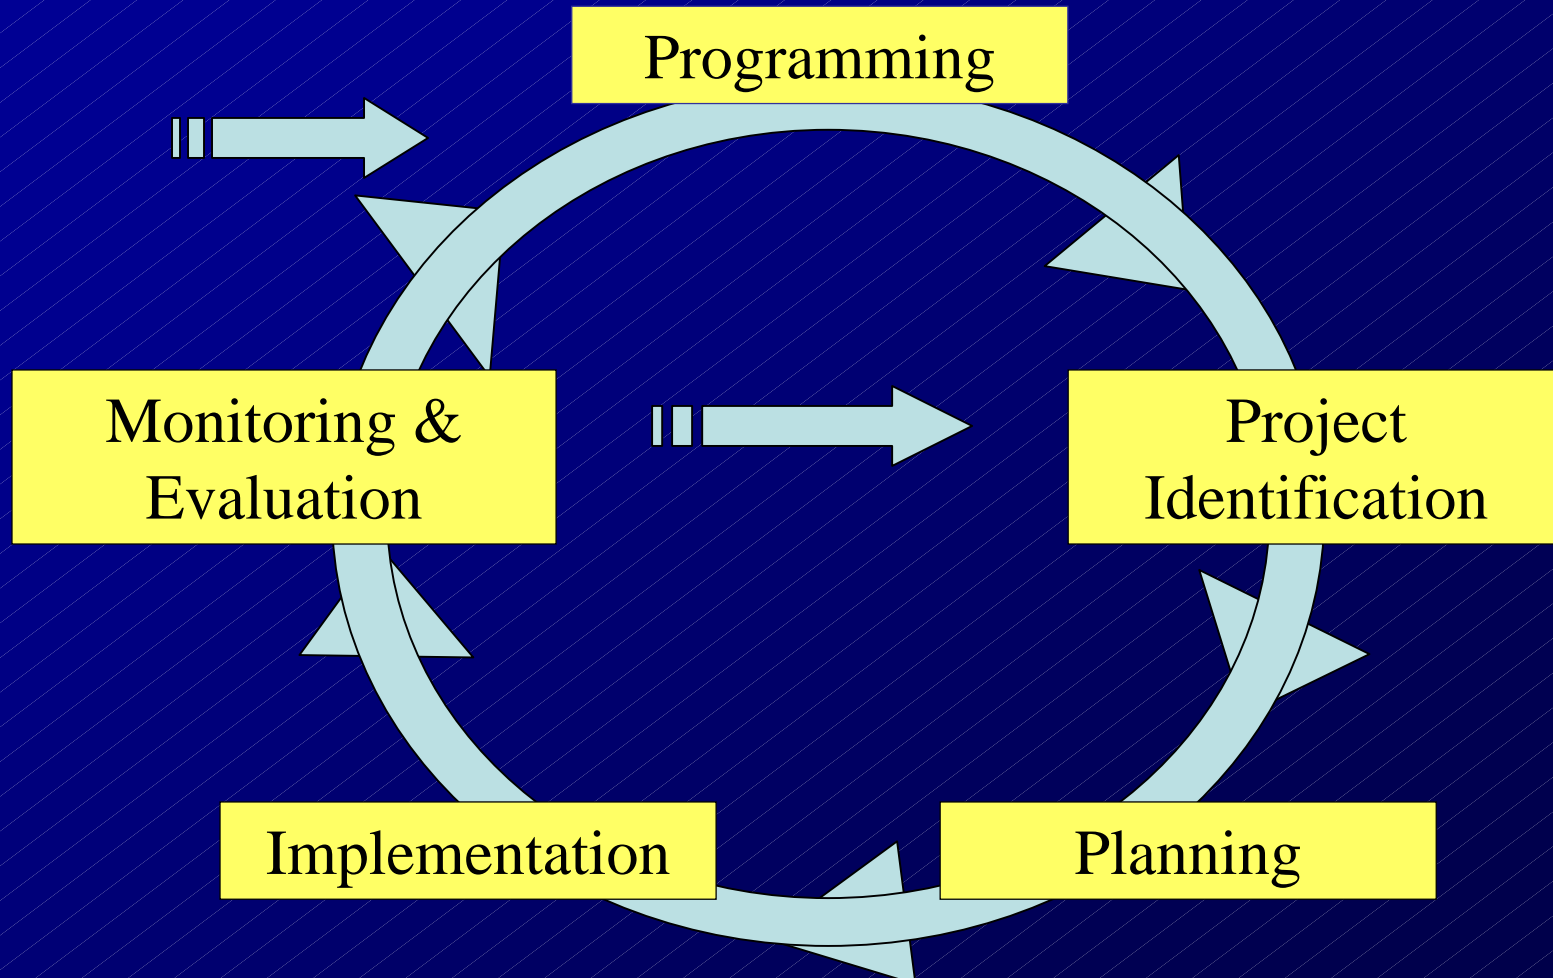 Programming
Monitoring &
Evaluation
Project
Identification
Implementation
Planning